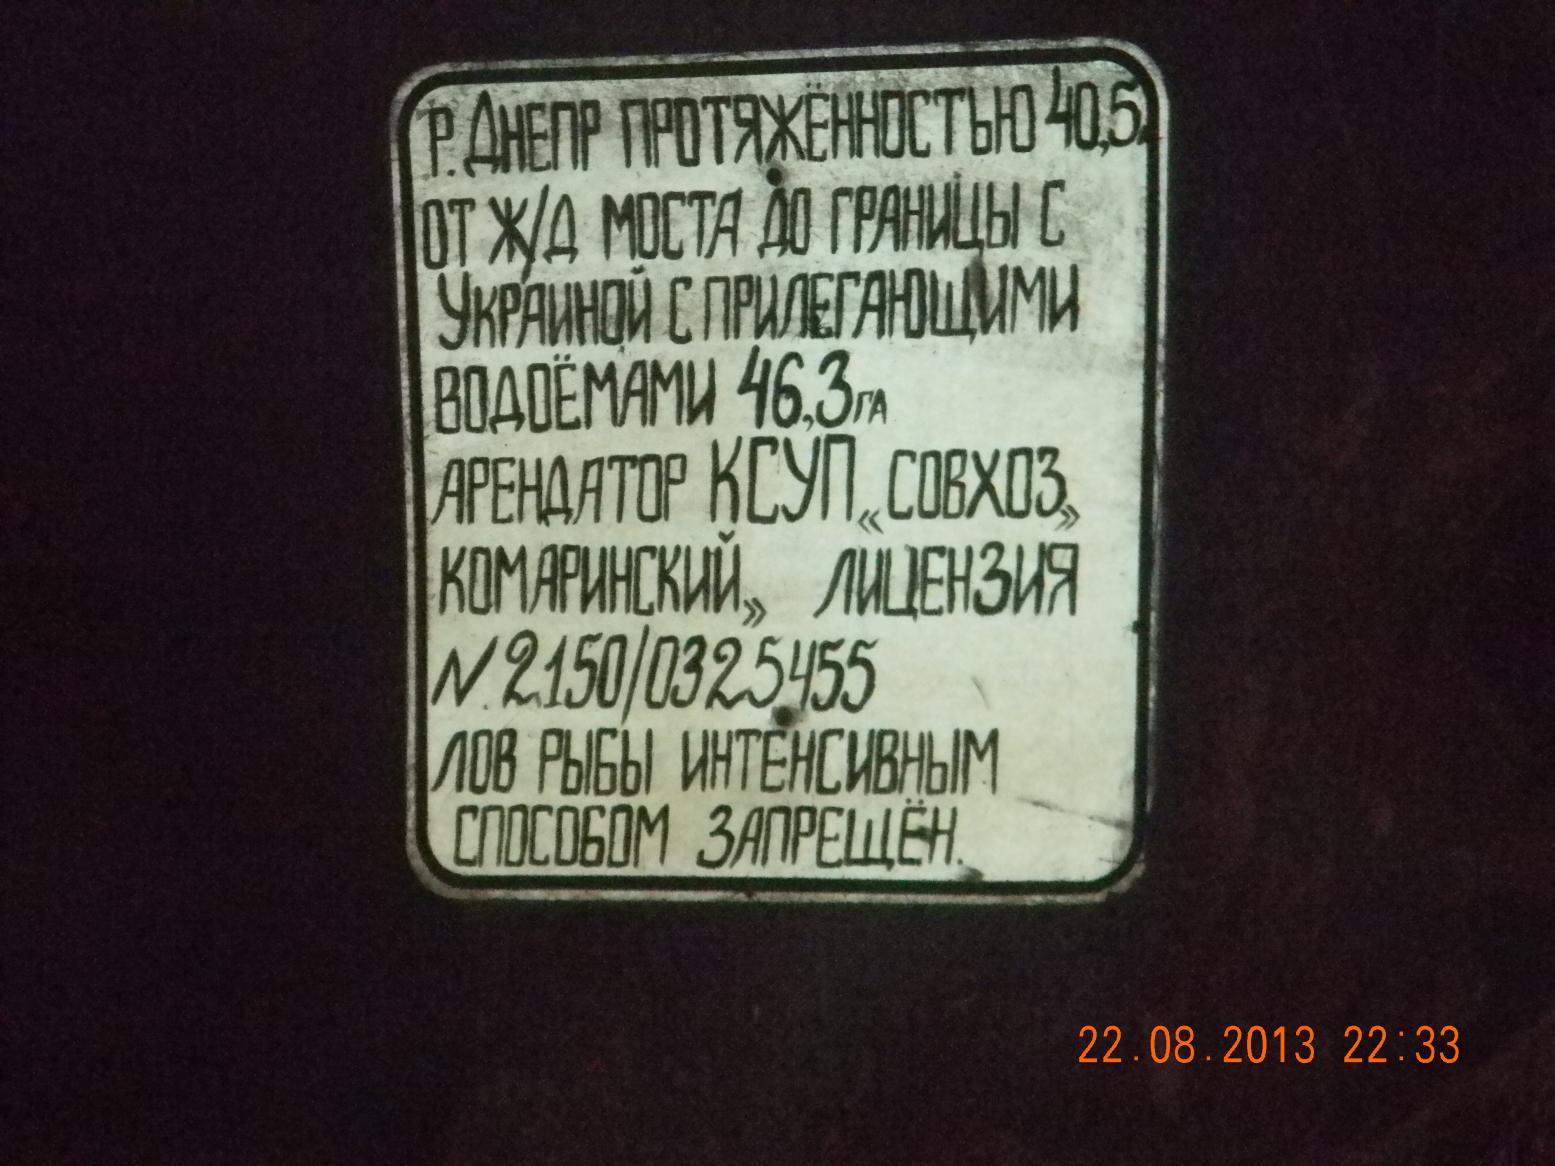 Р. ДНЕПР ПРОТЯЖЁННОСТЬЮ 40,5
ОТ Ж/Д МОСТА ДО ГРАНИЦЫ С
УКРАИНОЙ С ПРИЛЕГАЮЩИМИ
ВОДОЁМАМИ 46,3 ГА
АРЕНДАТОР КСУП «СОВХОЗ»
КОМАРИНСКИЙ» ЛИЦЕНЗИЯ
N. 2150/0325455
ЛОВ РЫБЫ ИНТЕНСИВНЫМ
СПОСОБОМ ЗАПРЕЩЁН.
22.08.2013 22:33